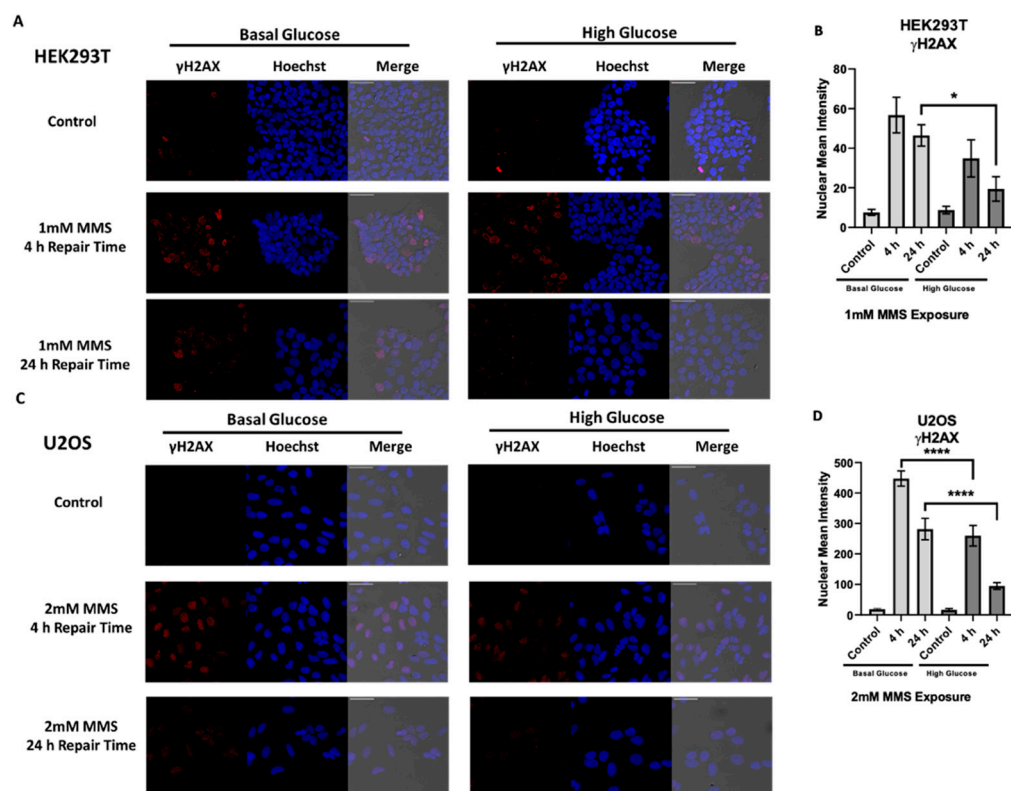 A
HEK293T
Basal Glucose
High Glucose
γH2AX Hoechst Merge
γH2AX Hoechst Merge
Control
1mM MMS
4 h Repair Time
1mM MMS
24 h Repair Time
B
HEK293T
γH2AX
Nuclear Mean Intensity
80
60
40
20
0
*
Control 4 h 24 h Control 4 h 24 h
Basal Glucose High Glucose
1mM MMS Exposure
C
U2OS
Basal Glucose
High Glucose
γH2AX Hoechst Merge
γH2AX Hoechst Merge
Control
2mM MMS
4 h Repair Time
2mM MMS
24 h Repair Time
D
U2OS
γH2AX
Nuclear Mean Intensity
500
400
300
200
100
0
****
****
Control 4 h 24 h Control 4 h 24 h
Basal Glucose High Glucose
2mM MMS Exposure